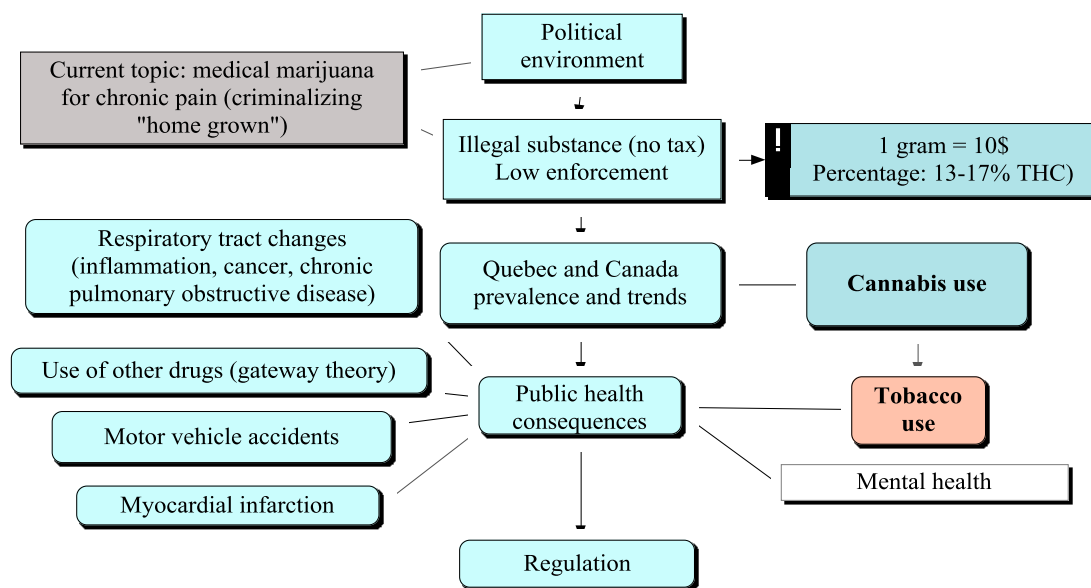 Political
environment
Current topic: medical marijuana
for chronic pain (criminalizing
"home grown")
Illegal substance (no tax)
Low enforcement
!
1 gram = 10$
Percentage: 13-17% THC)
Respiratory tract changes
(inflammation, cancer, chronic
pulmonary obstructive disease)
Quebec and Canada
prevalence and trends
Cannabis use
Use of other drugs (gateway theory)
Public health
consequences
Tobacco
use
Motor vehicle accidents
Mental health
Myocardial infarction
Regulation